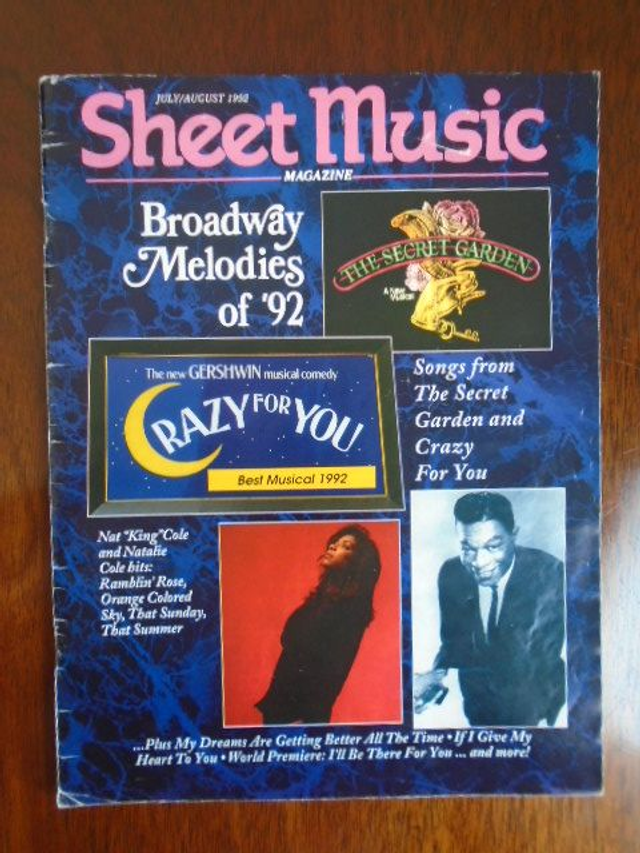 JULY/AUGUST 1992
Sheet Music
MAGAZINE
Broadway
Melodies
of '92
THE SECRET GARDEN
A New
Musical
The new GERSHWIN musical comedy
CRAZY FOR YOU
Best Musical 1992
Songs from
The Secret
Garden and
Crazy
For You
Nat "King" Cole
and Natalie
Cole hits:
Ramblin' Rose,
Orange Colored
Sky, That Sunday,
That Summer
...Plus My Dreams Are Getting Better All The Time • If I Give My
Heart To You • World Premiere: I'll Be There For You ... and more!